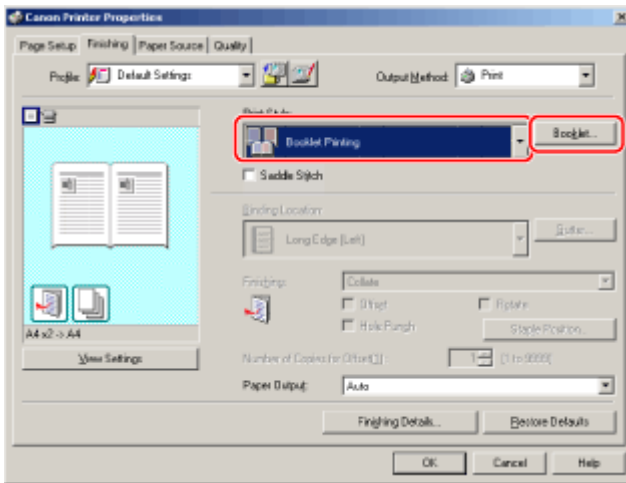 Canon Printer Properties
Page Setup Finishing Paper Source Quality
Profile: Default Settings Output Method: Print
Print Style:
Booklet Printing Booklet...
Saddle Stitch
Binding Location:
Long Edge [Left] Gutter...
Finishing: Collate
Offset Rotate
Hole Punch Staple Position...
A4 x2 -> A4
View Settings
Number of Copies for Offset 1 [1 to 9999]
Paper Output: Auto
Finishing Details... Restore Defaults
OK Cancel Help